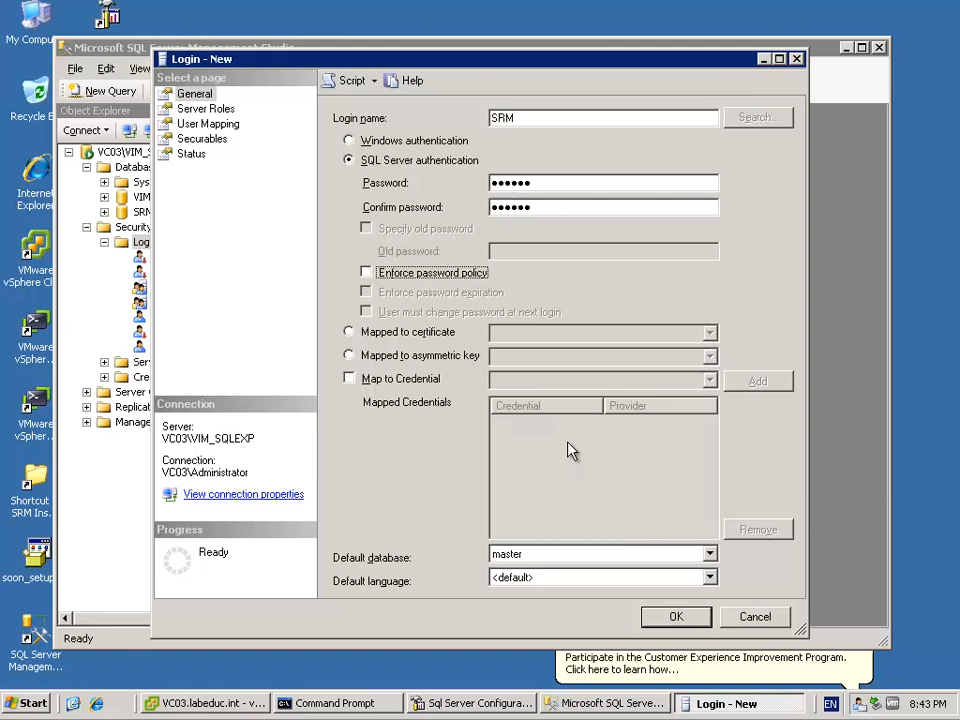 My Compu
Microsoft SQL Server Management Studio
Login - New
File
Edit
View
Select a page
Script
Help
New Query
General
Object Explorer
Server Roles
Recycle
Login name:
SRM
Search...
User Mapping
Connect
Windows authentication
Securables
SQL Server authentication
VC03\VIM_S
Status
Databa
Password:
●●●●●●
Internet
Explorer
Sys
VIM
Confirm password:
●●●●●●
SRM
Specify old password
Security
Old password:
Log
VMware
vSphere Cl
Enforce password policy
Enforce password expiration
User must change password at next login
Mapped to certificate
VMware
vSpher...
Mapped to asymmetric key
Serv
Map to Credential
Add
Cre
Server O
Mapped Credentials
Credential
Provider
Connection
Replicat
Manage
Server:
VC03\VIM_SQLEXP
VMware
vSpher...
Connection:
VC03\Administrator
View connection properties
Shortcut
SRM Ins...
Progress
Remove
Ready
Default database:
master
Default language:
<default>
soon_setup
OK
Cancel
Ready
SQL Server
Managem...
Participate in the Customer Experience Improvement Program.
Click here to learn how...
Start
VC03.labeduc.int - v...
Command Prompt
Sql Server Configura...
Microsoft SQL Serve...
Login - New
EN
8:43 PM